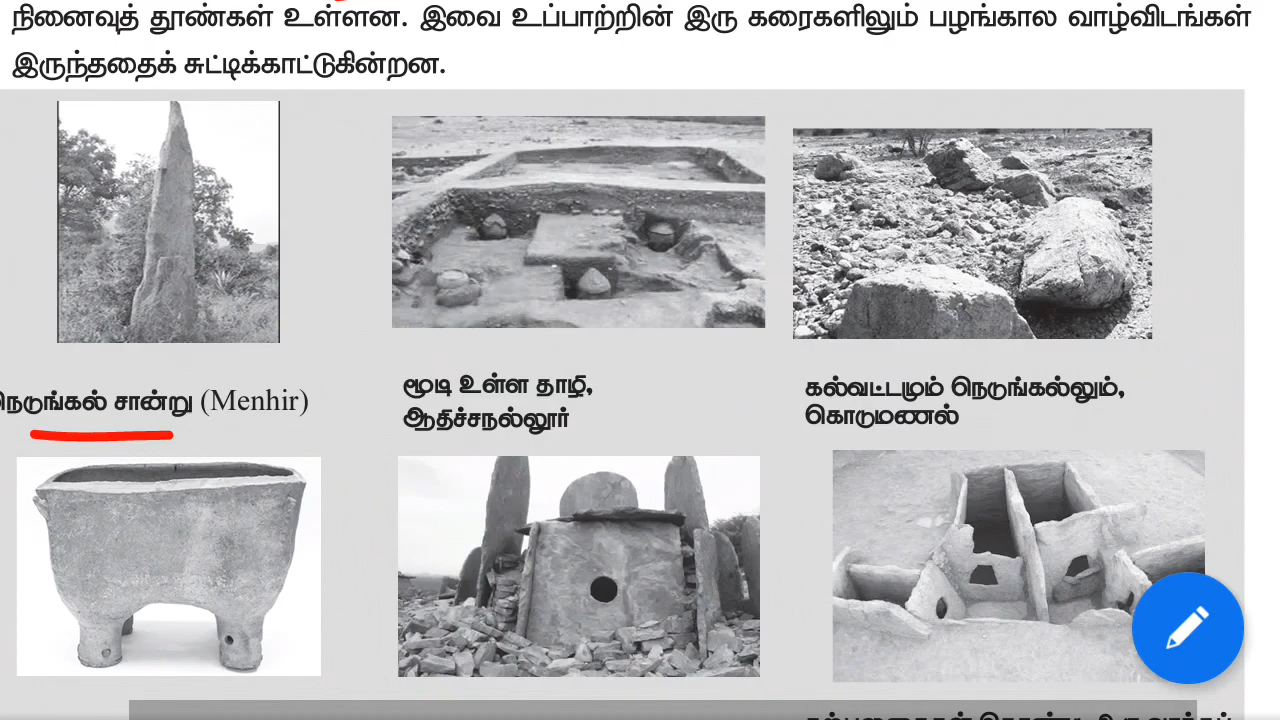 நினைவுத் தூண்கள் உள்ளன. இவை உப்பாற்றின் இரு கரைகளிலும் பழங்கால வாழ்விடங்கள்
இருந்ததைக் சுட்டிக்காட்டுகின்றன.
நெடுங்கல் சான்று (Menhir)
மூடி உள்ள தாழி,
ஆதிச்சநல்லூர்
கல்வட்டமும் நெடுங்கல்லும்,
கொடுமணல்